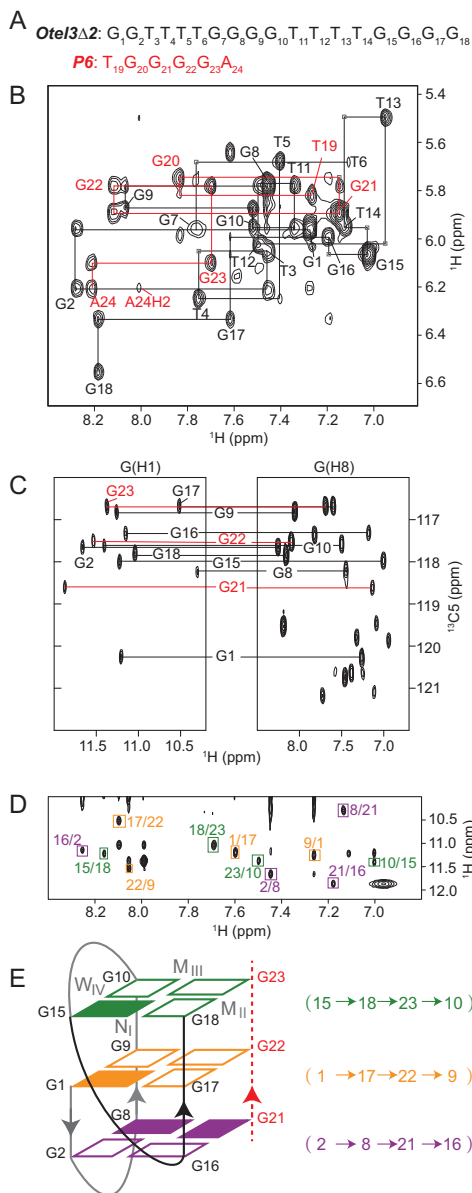 A
Otel3Δ2: G1G2T3T4T5T6G7G8G9G10T11T12T13T14G15G16G17G18
P6: T19G20G21G22G23A24
B
T13
T5
G8
G20
T19
T6
T11
G22
G9
G21
G7
G10
T14
T12
T3
G1
G16
G15
G23
G2
A24
A24H2
T4
G17
G18
5.4
5.6
5.8
6.0
6.2
6.4
6.6
1H (ppm)
8.2
8.0
7.8
7.6
7.4
7.2
7.0
1H (ppm)
C
G(H1)
G(H8)
G23
G17
G9
G16
G22
G2
G18
G10
G15
G8
G21
G1
117
118
119
120
121
13C5 (ppm)
11.5
11.0
10.5
8.0
7.5
7.0
1H (ppm)
D
17/22
8/21
16/2
18/23
1/17
9/1
15/18
22/9
23/10
2/8
21/16
10/15
10.5
11.0
11.5
12.0
1H (ppm)
8.2
8.0
7.8
7.6
7.4
7.2
7.0
1H (ppm)
E
WIV
G10
MIII
G23
G15
NI
G18
MII
(15→18→23→10)
G9
G22
G1
G17
(1→17→22→9)
G8
G21
G2
G16
(2→8→21→16)